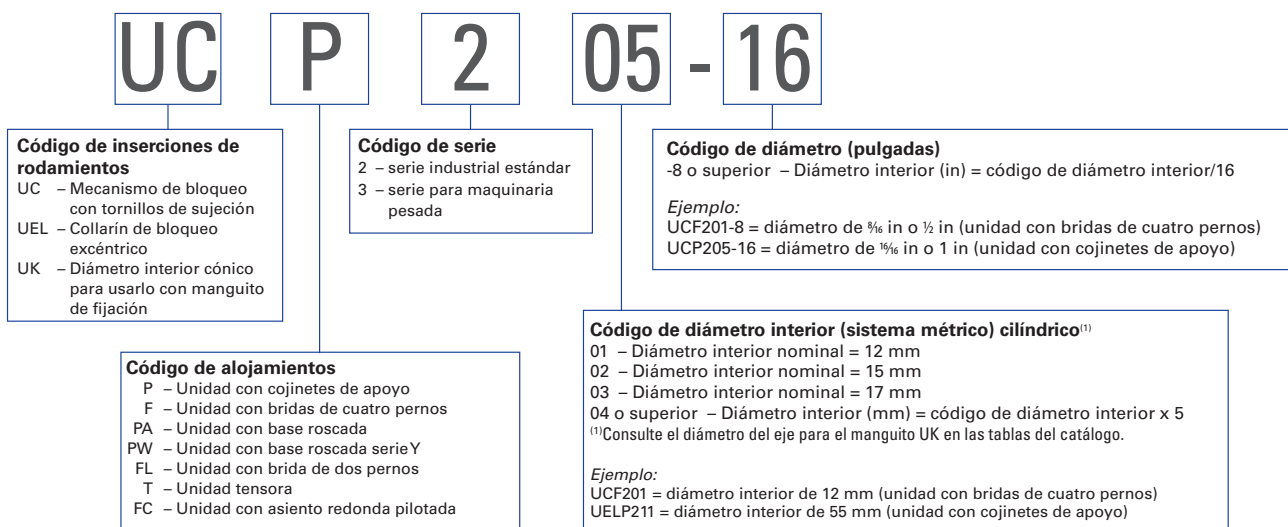 UC P 2 05 - 16
Código de inserciones de
rodamientos
UC – Mecanismo de bloqueo
con tornillos de sujeción
UEL – Collarín de bloqueo
excéntrico
UK – Diámetro interior cónico
para usarlo con manguito
de fijación
Código de alojamientos
P – Unidad con cojinetes de apoyo
F – Unidad con bridas de cuatro pernos
PA – Unidad con base roscada
PW – Unidad con base roscada serie Y
FL – Unidad con brida de dos pernos
T – Unidad tensora
FC – Unidad con asiento redonda pilotada
Código de serie
2 – serie industrial estándar
3 – serie para maquinaria
pesada
Código de diámetro interior (sistema métrico) cilíndrico(1)
01 – Diámetro interior nominal = 12 mm
02 – Diámetro interior nominal = 15 mm
03 – Diámetro interior nominal = 17 mm
04 o superior – Diámetro interior (mm) = código de diámetro interior x 5
(1)Consulte el diámetro del eje para el manguito UK en las tablas del catálogo.
Ejemplo:
UCF201 = diámetro interior de 12 mm (unidad con bridas de cuatro pernos)
UELP211 = diámetro interior de 55 mm (unidad con cojinetes de apoyo)
Código de diámetro (pulgadas)
-8 o superior – Diámetro interior (in) = código de diámetro interior/16
Ejemplo:
UCF201-8 = diámetro de 8/16 in o ½ in (unidad con bridas de cuatro pernos)
UCP205-16 = diámetro de 16/16 in o 1 in (unidad con cojinetes de apoyo)